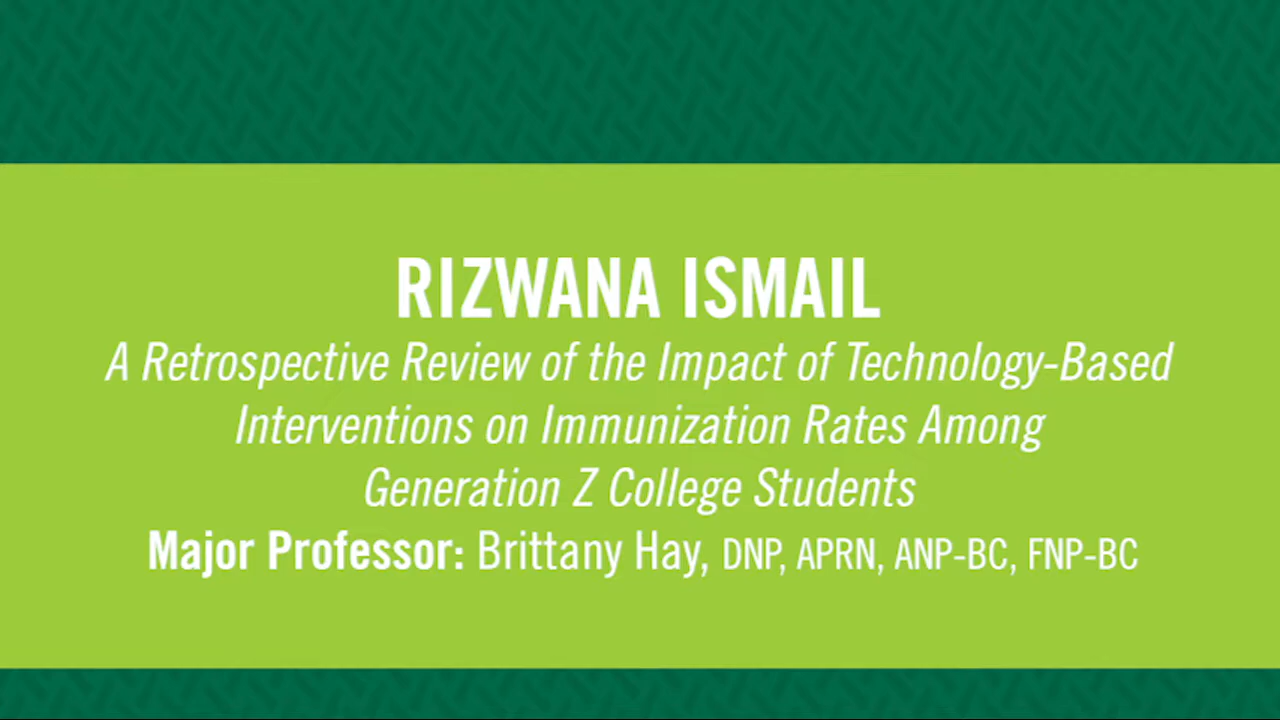 RIZWANA ISMAIL
A Retrospective Review of the Impact of Technology-Based
Interventions on Immunization Rates Among
Generation Z College Students
Major Professor: Brittany Hay, DNP, APRN, ANP-BC, FNP-BC